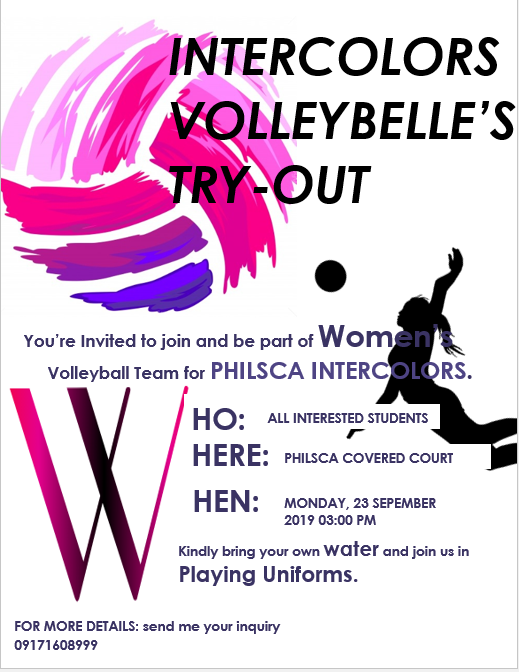 INTERCOLORS
VOLLEYBELLE'S
TRY-OUT
You're Invited to join and be part of Women's
Volleyball Team for PHILSCA INTERCOLORS.
W
HO: ALL INTERESTED STUDENTS
HERE: PHILSCA COVERED COURT
HEN: MONDAY, 23 SEPEMBER
2019 03:00 PM
Kindly bring your own water and join us in
Playing Uniforms.
FOR MORE DETAILS: send me your inquiry
09171608999